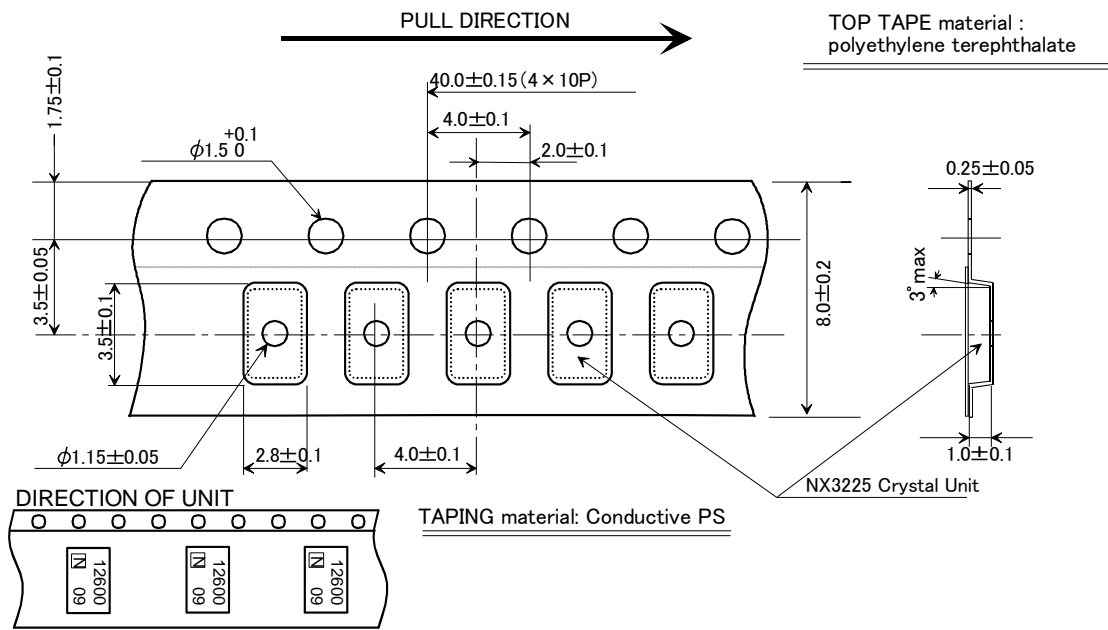 PULL DIRECTION
TOP TAPE material :
polyethylene terephthalate
1.75±0.1
40.0±0.15(4×10P)
4.0±0.1
+0.1
φ1.5 0
2.0±0.1
0.25±0.05
3.5±0.05
3.5±0.1
8.0±0.2
3°max
φ1.15±0.05
2.8±0.1
4.0±0.1
1.0±0.1
NX3225 Crystal Unit
DIRECTION OF UNIT
TAPING material: Conductive PS
12600
N 09
12600
N 09
12600
N 09